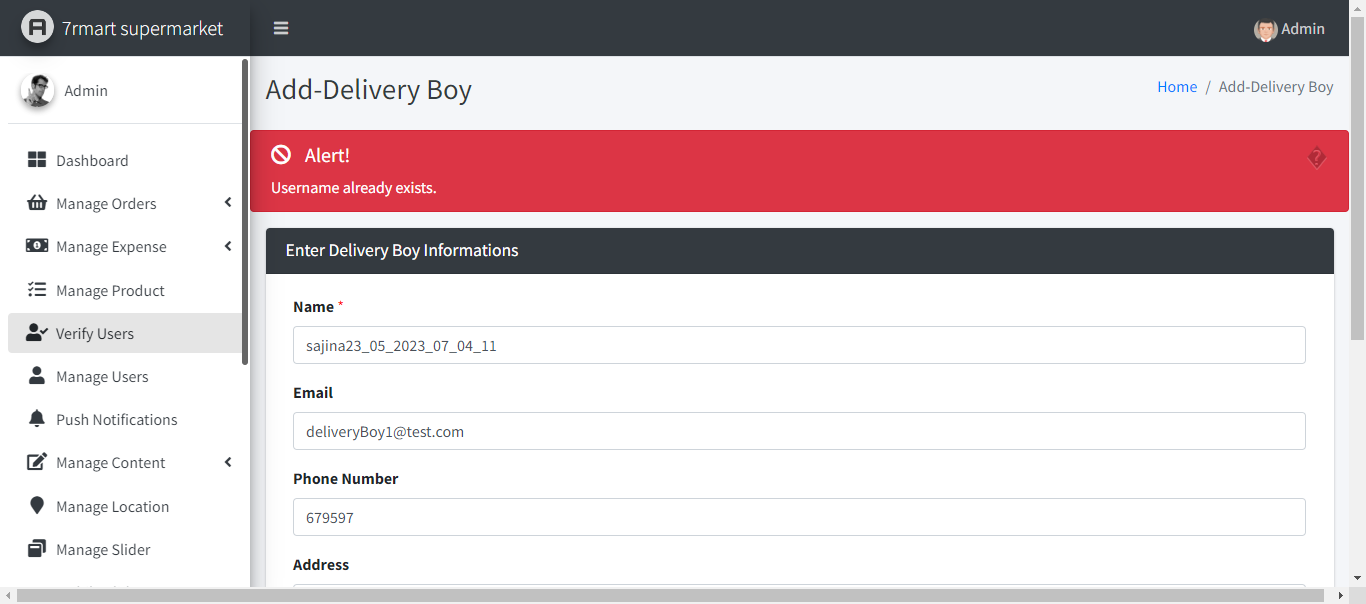 7rmart supermarket
Admin
Admin
Dashboard
Manage Orders
Manage Expense
Manage Product
Verify Users
Manage Users
Push Notifications
Manage Content
Manage Location
Manage Slider
Add-Delivery Boy
Home / Add-Delivery Boy
Alert!
Username already exists.
Enter Delivery Boy Informations
Name *
sajina23_05_2023_07_04_11
Email
deliveryBoy1@test.com
Phone Number
679597
Address